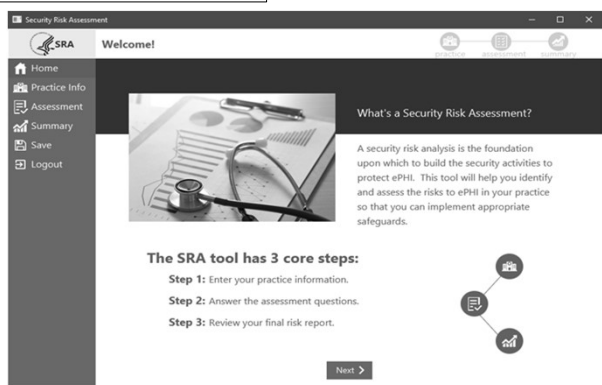 Security Risk Assessment
SRA
Welcome!
practice
assessment
summary
Home
Practice Info
Assessment
Summary
Save
Logout
What's a Security Risk Assessment?
A security risk analysis is the foundation
upon which to build the security activities to
protect ePHI. This tool will help you identify
and assess the risks to ePHI in your practice
so that you can implement appropriate
safeguards.
The SRA tool has 3 core steps:
Step 1: Enter your practice information.
Step 2: Answer the assessment questions.
Step 3: Review your final risk report.
Next